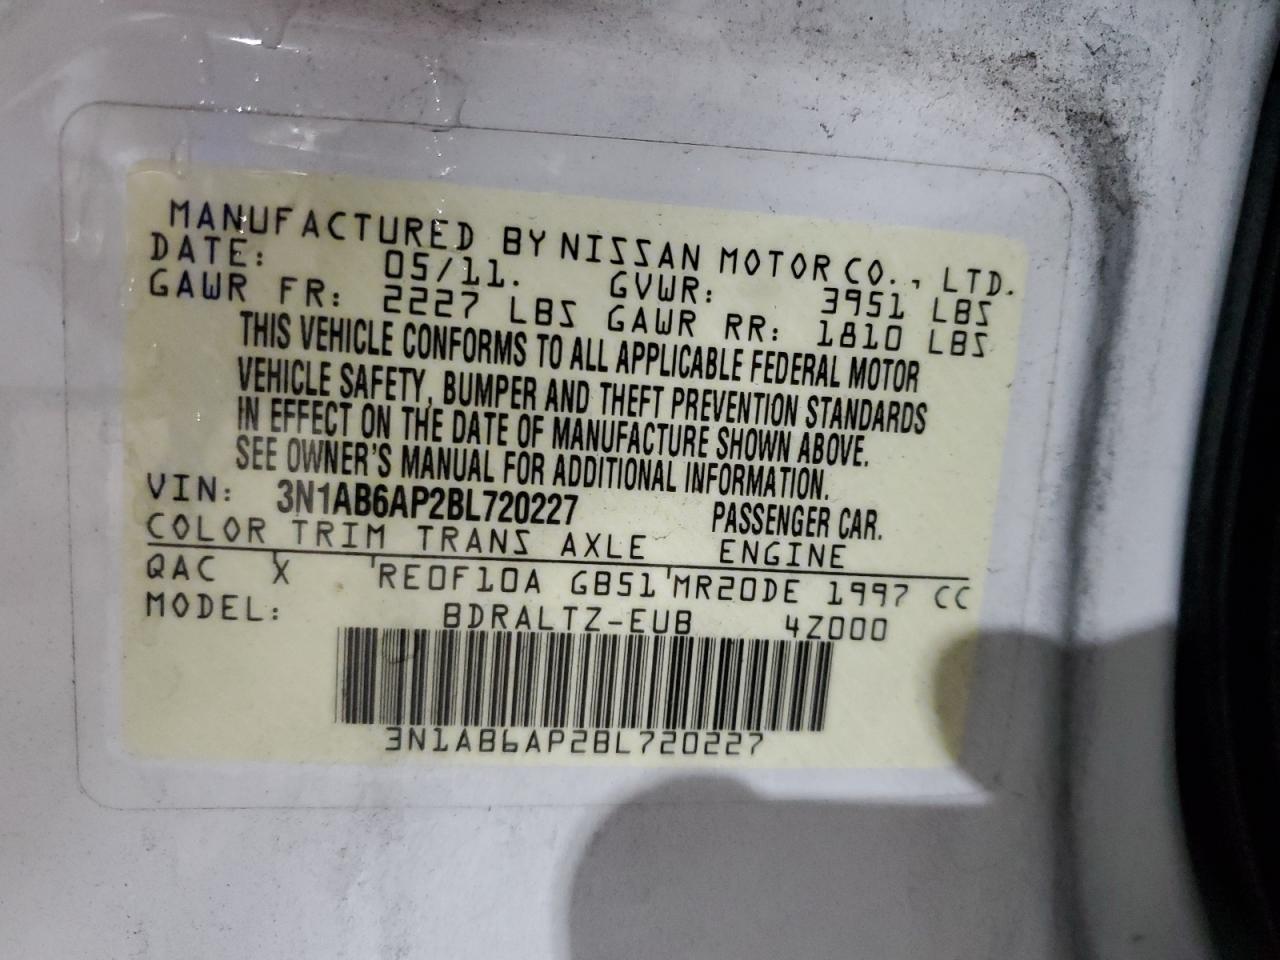 MANUFACTURED BY NISSAN MOTOR CO., LTD.
DATE: 05/11. GVWR: 3951 LBS
GAWR FR: 2227 LBS GAWR RR: 1810 LBS
THIS VEHICLE CONFORMS TO ALL APPLICABLE FEDERAL MOTOR
VEHICLE SAFETY, BUMPER AND THEFT PREVENTION STANDARDS
IN EFFECT ON THE DATE OF MANUFACTURE SHOWN ABOVE.
SEE OWNER'S MANUAL FOR ADDITIONAL INFORMATION.
VIN: 3N1AB6AP2BL720227 PASSENGER CAR.
COLOR TRIM TRANS AXLE ENGINE
QAC X RE0F10A GB51 MR20DE 1997 CC
MODEL: BDRALTZ-EUB 4Z000
3N1AB6AP2BL720227